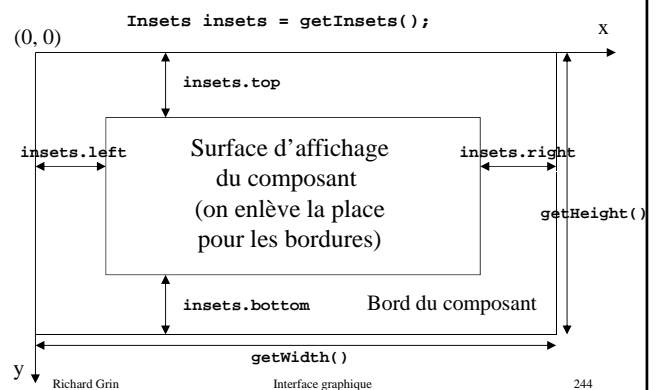 Insets insets = getInsets();
(0, 0)
x
insets.top
insets.left
Surface d’affichage
du composant
(on enlève la place
pour les bordures)
insets.right
getHeight()
insets.bottom
Bord du composant
getWidth()
y
Richard Grin
Interface graphique
244